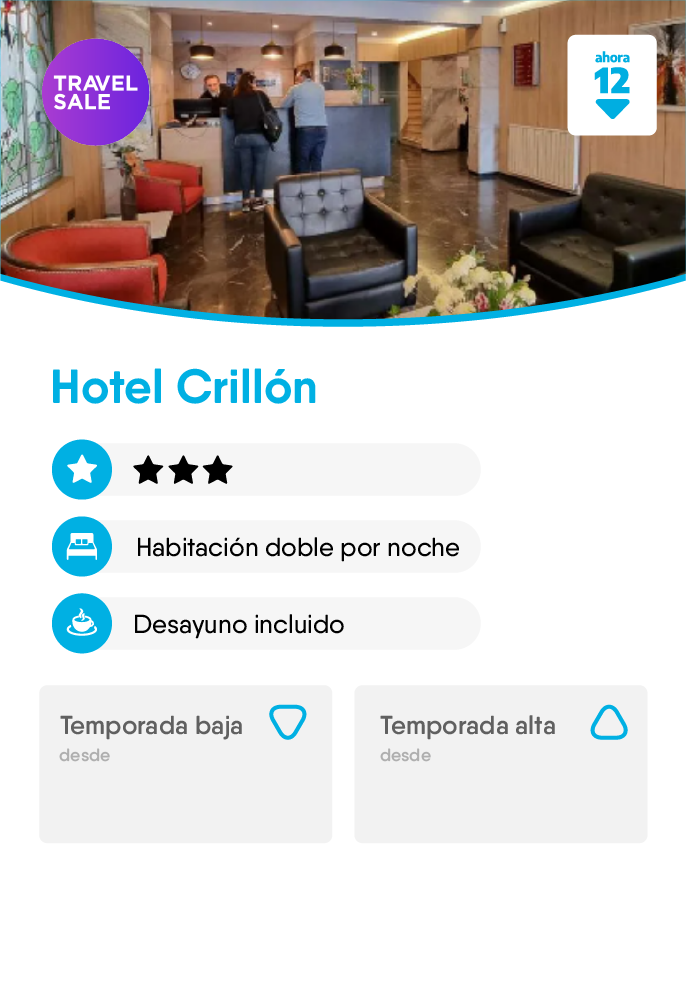 TRAVEL
SALE
ahora
12
Hotel Crillón
Habitación doble por noche
Desayuno incluido
Temporada baja
desde
Temporada alta
desde